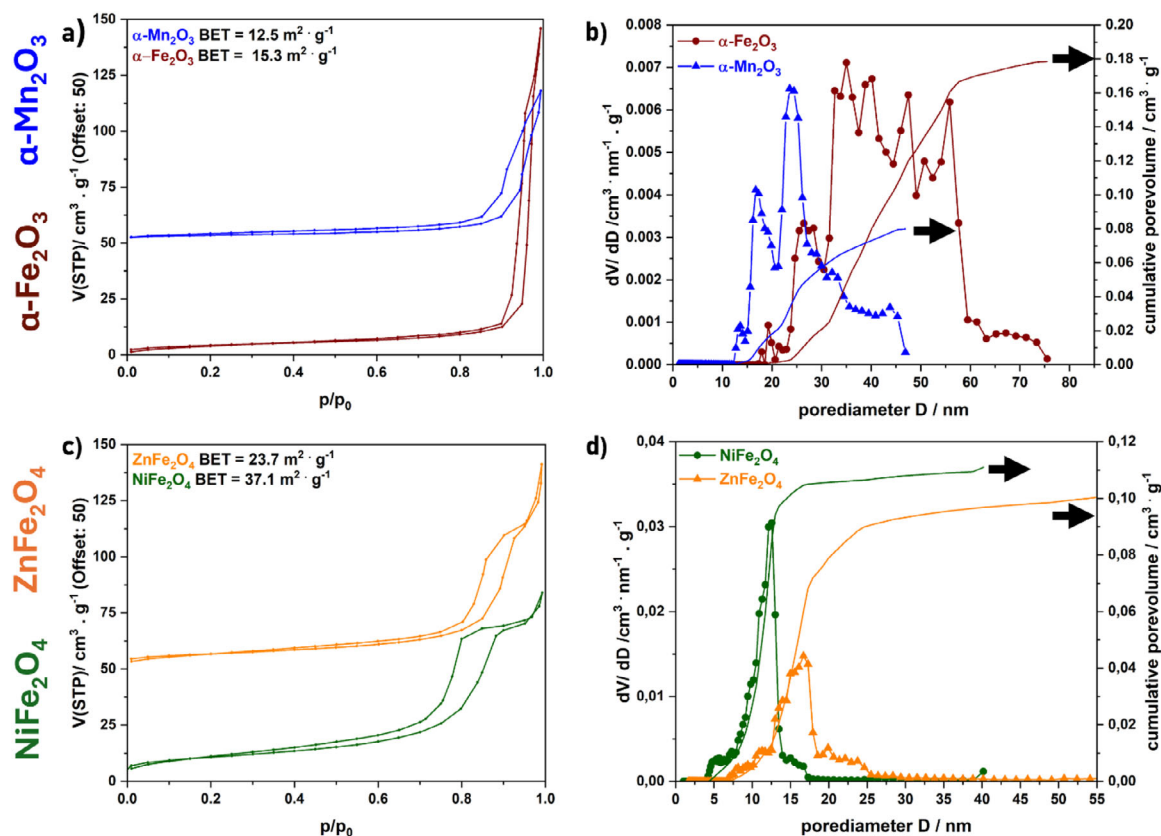 α-Mn2O3
α-Fe2O3
a)
α-Mn2O3 BET = 12.5 m2 · g-1
α–Fe2O3 BET = 15.3 m2 · g-1
V(STP)/ cm3 · g-1 (Offset: 50)
150
125
100
75
50
25
0
0.0 0.2 0.4 0.6 0.8 1.0
p/p0
b)
α-Fe2O3
α-Mn2O3
dV/ dD /cm3 · nm-1 · g-1
0.008
0.007
0.006
0.005
0.004
0.003
0.002
0.001
0.000
0.20
0.18
0.16
0.14
0.12
0.10
0.08
0.06
0.04
0.02
0.00
cumulative porevolume / cm3 · g-1
0 10 20 30 40 50 60 70 80
porediameter D / nm
ZnFe2O4
NiFe2O4
c)
ZnFe2O4 BET = 23.7 m2 · g-1
NiFe2O4 BET = 37.1 m2 · g-1
V(STP)/ cm3 · g-1 (Offset: 50)
150
125
100
75
50
25
0
0.0 0.2 0.4 0.6 0.8 1.0
p/p0
d)
NiFe2O4
ZnFe2O4
dV/ dD /cm3 · nm-1 · g-1
0,04
0,03
0,02
0,01
0,00
0,12
0,10
0,08
0,06
0,04
0,02
0,00
cumulative porevolume / cm3 · g-1
0 5 10 15 20 25 30 35 40 45 50 55
porediameter D / nm